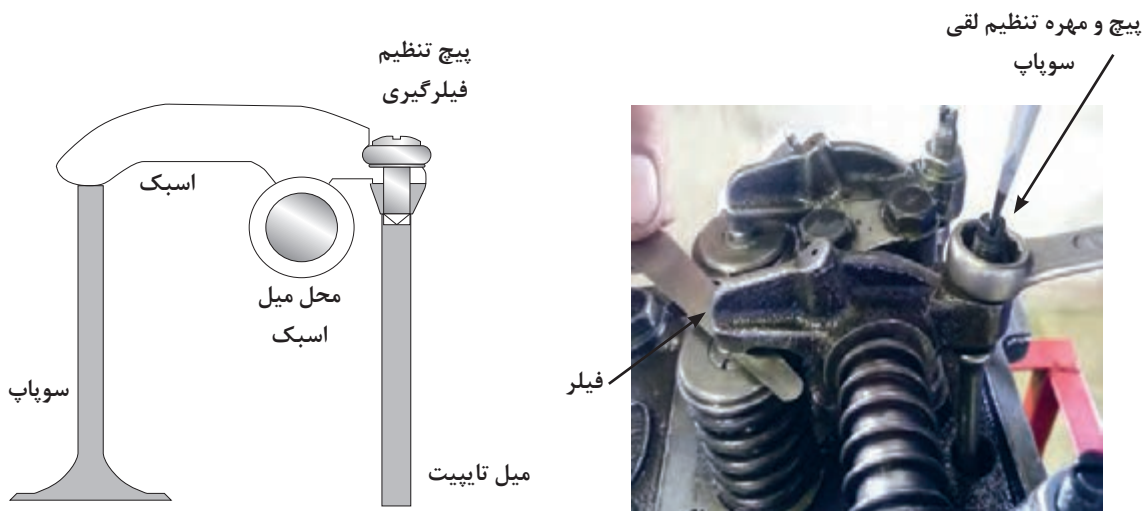 پیچ و مهره تنظیم لقی
سوپاپ
پیچ تنظیم
فیلرگیری
اسبک
محل میل
اسبک
سوپاپ
فیلر
میل تایپیت